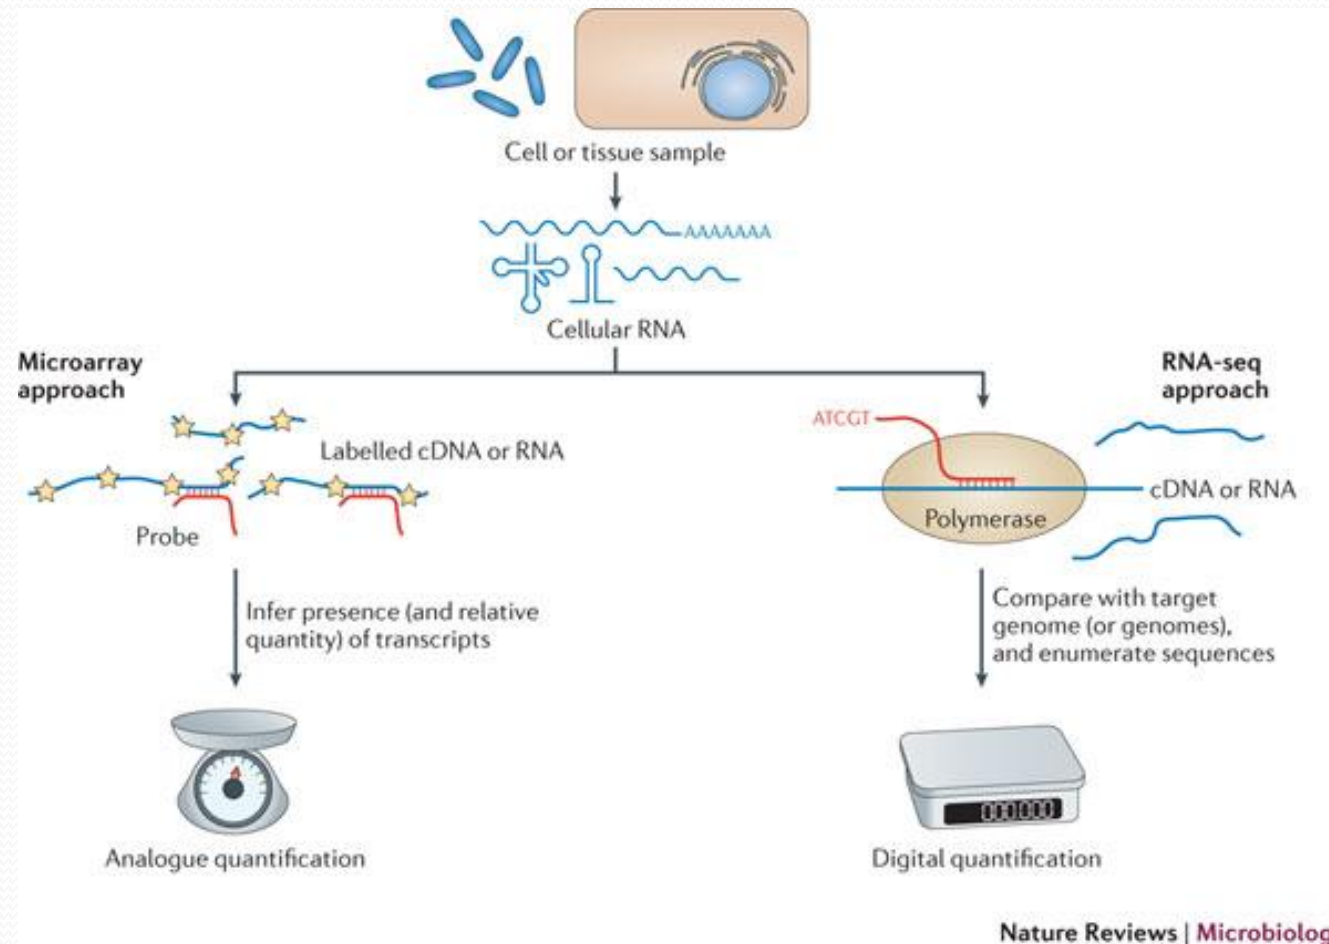 Cell or tissue sample
AAAAAAA
Cellular RNA
Microarray
approach
RNA-seq
approach
Labelled cDNA or RNA
Probe
ATCGT
Polymerase
cDNA or RNA
Infer presence (and relative
quantity) of transcripts
Compare with target
genome (or genomes),
and enumerate sequences
000000
Analogue quantification
Digital quantification
Nature Reviews | Microbiolog